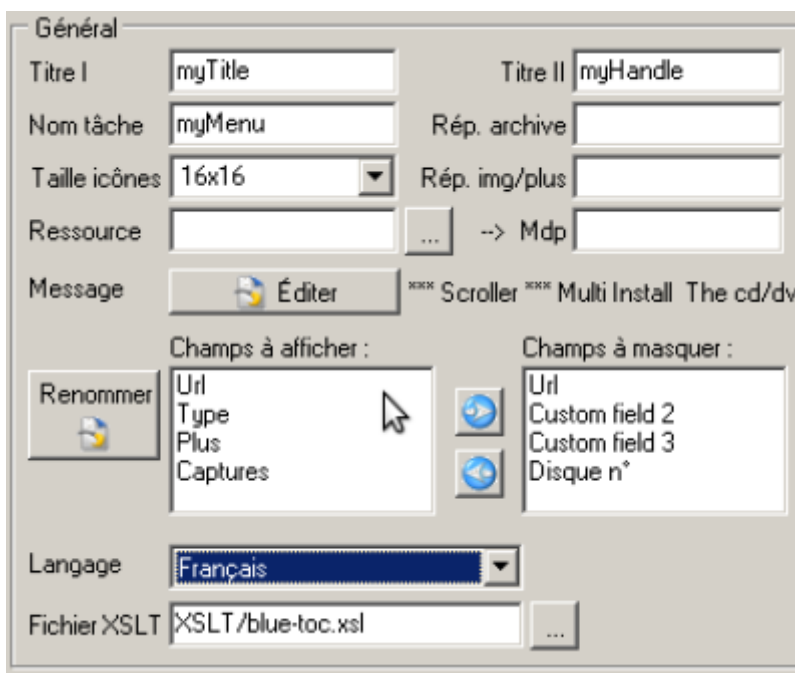 Général
Titre I myTitle Titre II myHandle
Nom tâche myMenu Rép. archive
Taille icônes 16x16 Rép. img/plus
Ressource ... --> Mdp
Message Éditer *** Scroller *** Multi Install The cd/dv
Champs à afficher : Champs à masquer :
Renommer
Url Url
Type Custom field 2
Plus Custom field 3
Captures Disque n°
Langage Français
Fichier XSLT XSLT/blue-toc.xsl ...